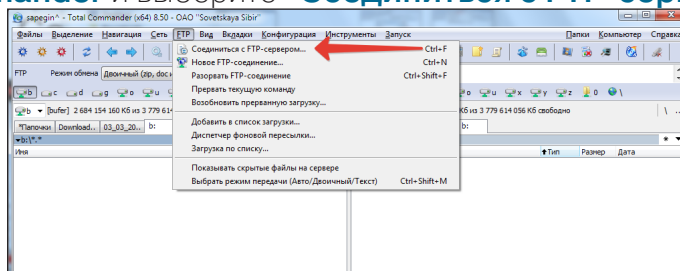 sapegin^ - Total Commander (x64) 8.50 - ОАО "Sovetskaya Sibir"
Файлы Выделение Навигация Сеть FTP Вид Вкладки Конфигурация Инструменты Запуск Папки Компьютер Справка
Соединиться с FTP-сервером... Ctrl+F
FTP Режим обмена Двоичный (zip, doc и
Новое FTP-соединение... Ctrl+N
Разорвать FTP-соединение Ctrl+Shift+F
Прервать текущую команду
b c d g o u
o u x y z 0 \
Возобновить прерванную загрузку...
b [bufer] 2 684 154 160 Кб из 3 779 61
Кб из 3 779 614 056 Кб свободно \ ..
Добавить в список загрузки...
*Папочки Download.. 03_03_20.. b:
b:
Диспетчер фоновой пересылки...
b:\*.* * ▼
Загрузка по списку...
Имя
Тип Размер Дата
Показывать скрытые файлы на сервере
Выбрать режим передачи (Авто/Двоичный/Текст) Ctrl+Shift+M